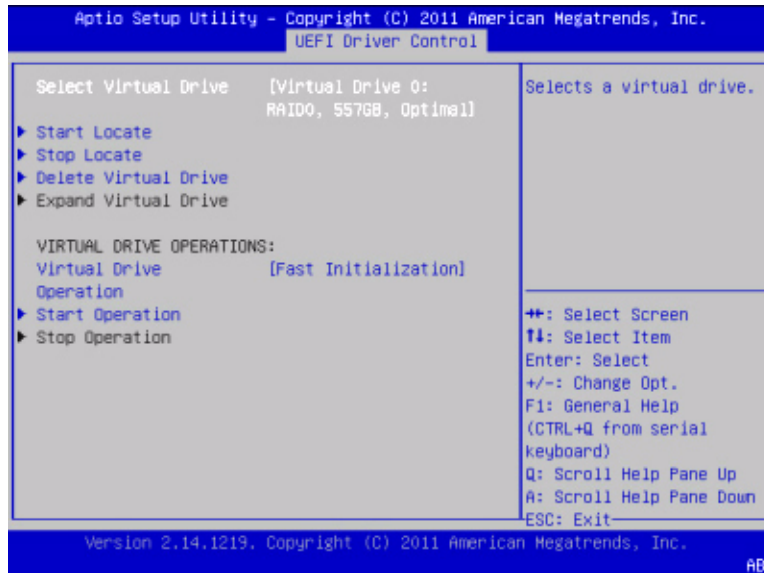 Aptio Setup Utility – Copyright (C) 2011 American Megatrends, Inc.
UEFI Driver Control
Select Virtual Drive [Virtual Drive 0:
RAID0, 557GB, Optimal]
Start Locate
Stop Locate
Delete Virtual Drive
Expand Virtual Drive
VIRTUAL DRIVE OPERATIONS:
Virtual Drive [Fast Initialization]
Operation
Start Operation
Stop Operation
Selects a virtual drive.
→←: Select Screen
↑↓: Select Item
Enter: Select
+/-: Change Opt.
F1: General Help
(CTRL+Q from serial
keyboard)
Q: Scroll Help Pane Up
A: Scroll Help Pane Down
ESC: Exit
Version 2.14.1219. Copyright (C) 2011 American Megatrends, Inc.
AB